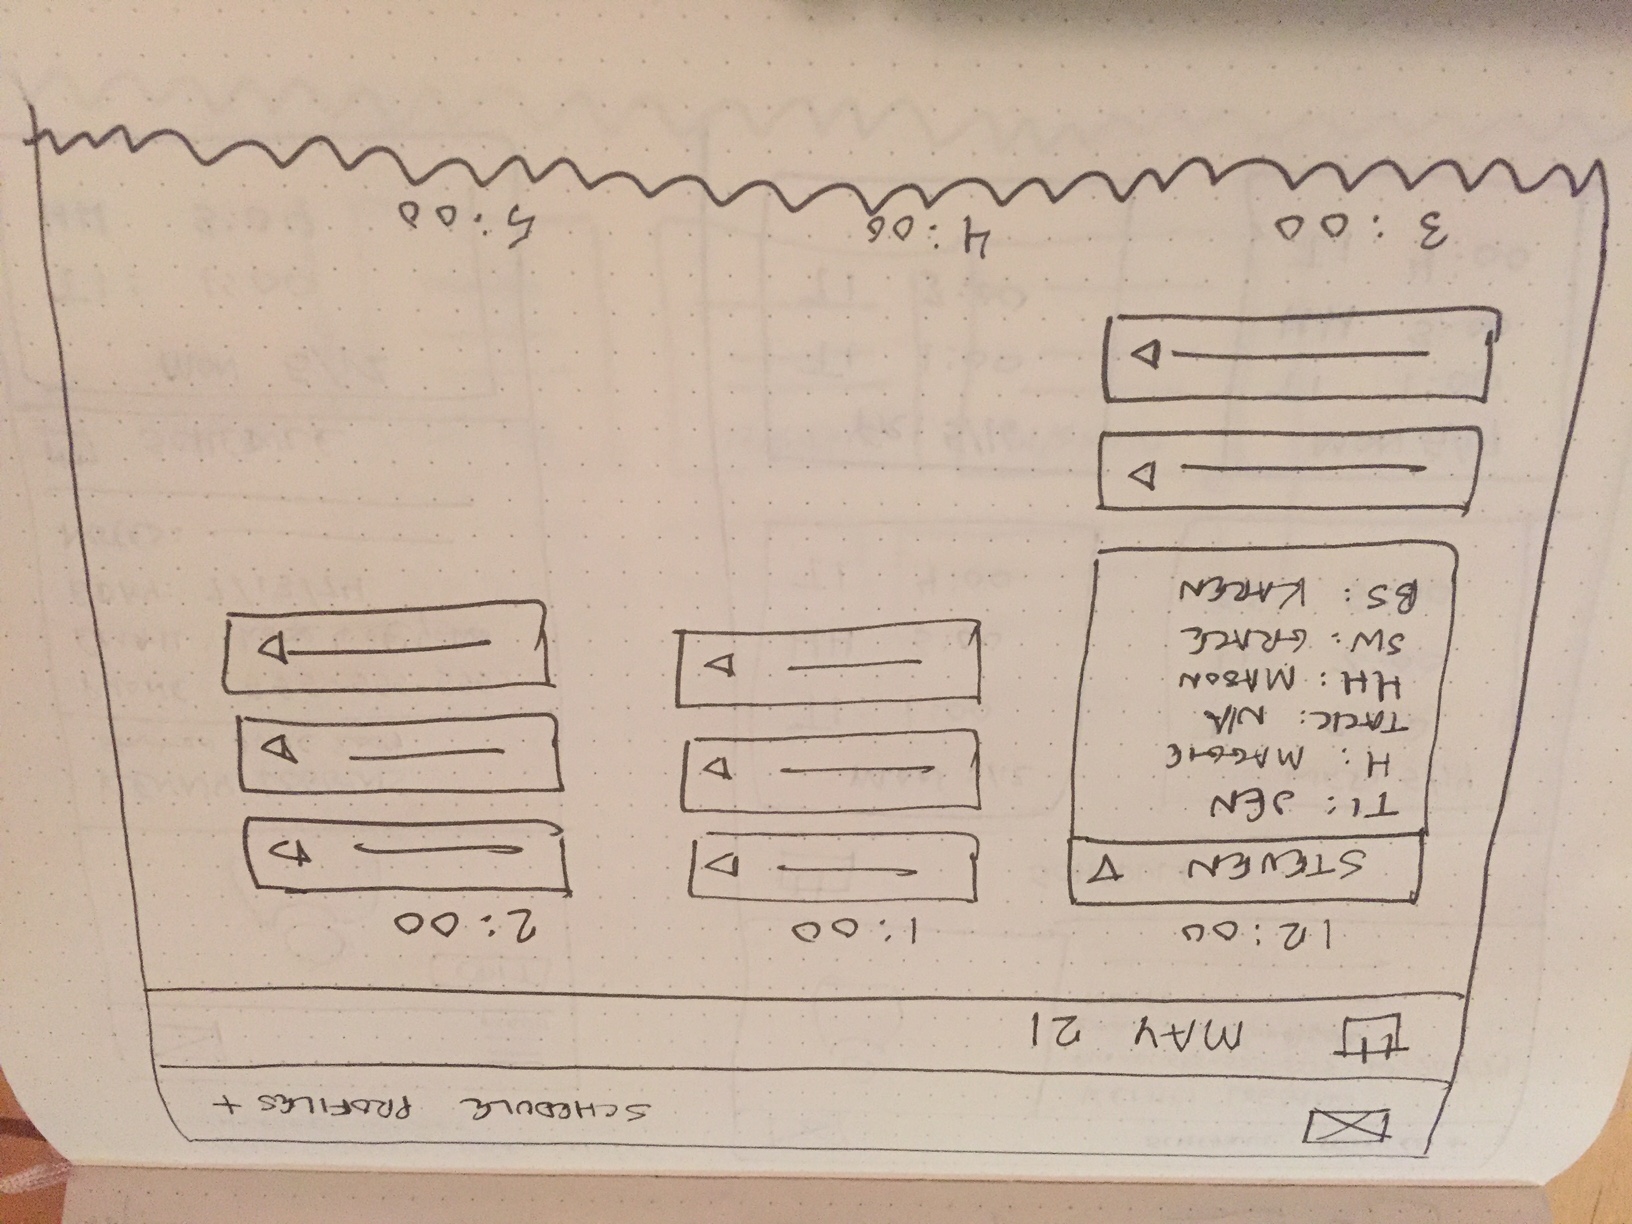 SCHEDULE PROFILES +
MAY 21
12:00 1:00 2:00
STEVEN
TI: JEN
H: MAGGIE
TACK: N/A
HH: MASON
SW: GRACE
BS: KAREN
3:00 4:00 5:00